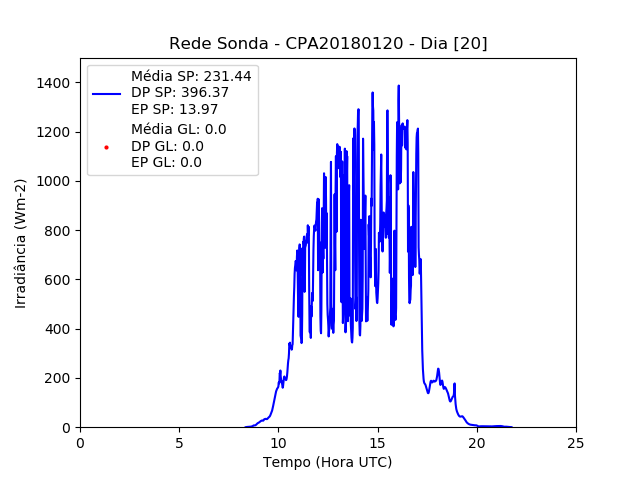 Rede Sonda - CPA20180120 - Dia [20]
Média SP: 231.44
DP SP: 396.37
EP SP: 13.97
Média GL: 0.0
DP GL: 0.0
EP GL: 0.0
Irradiância (Wm-2)
1400
1200
1000
800
600
400
200
0
0 5 10 15 20 25
Tempo (Hora UTC)